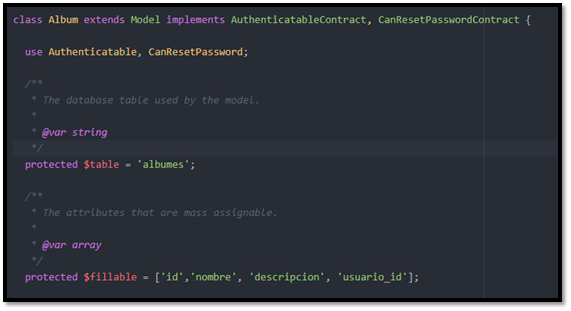 class Album extends Model implements AuthenticatableContract, CanResetPasswordContract {
use Authenticatable, CanResetPassword;
/**
* The database table used by the model.
*
* @var string
*/
protected $table = 'albumes';
/**
* The attributes that are mass assignable.
*
* @var array
*/
protected $fillable = ['id','nombre', 'descripcion', 'usuario_id'];